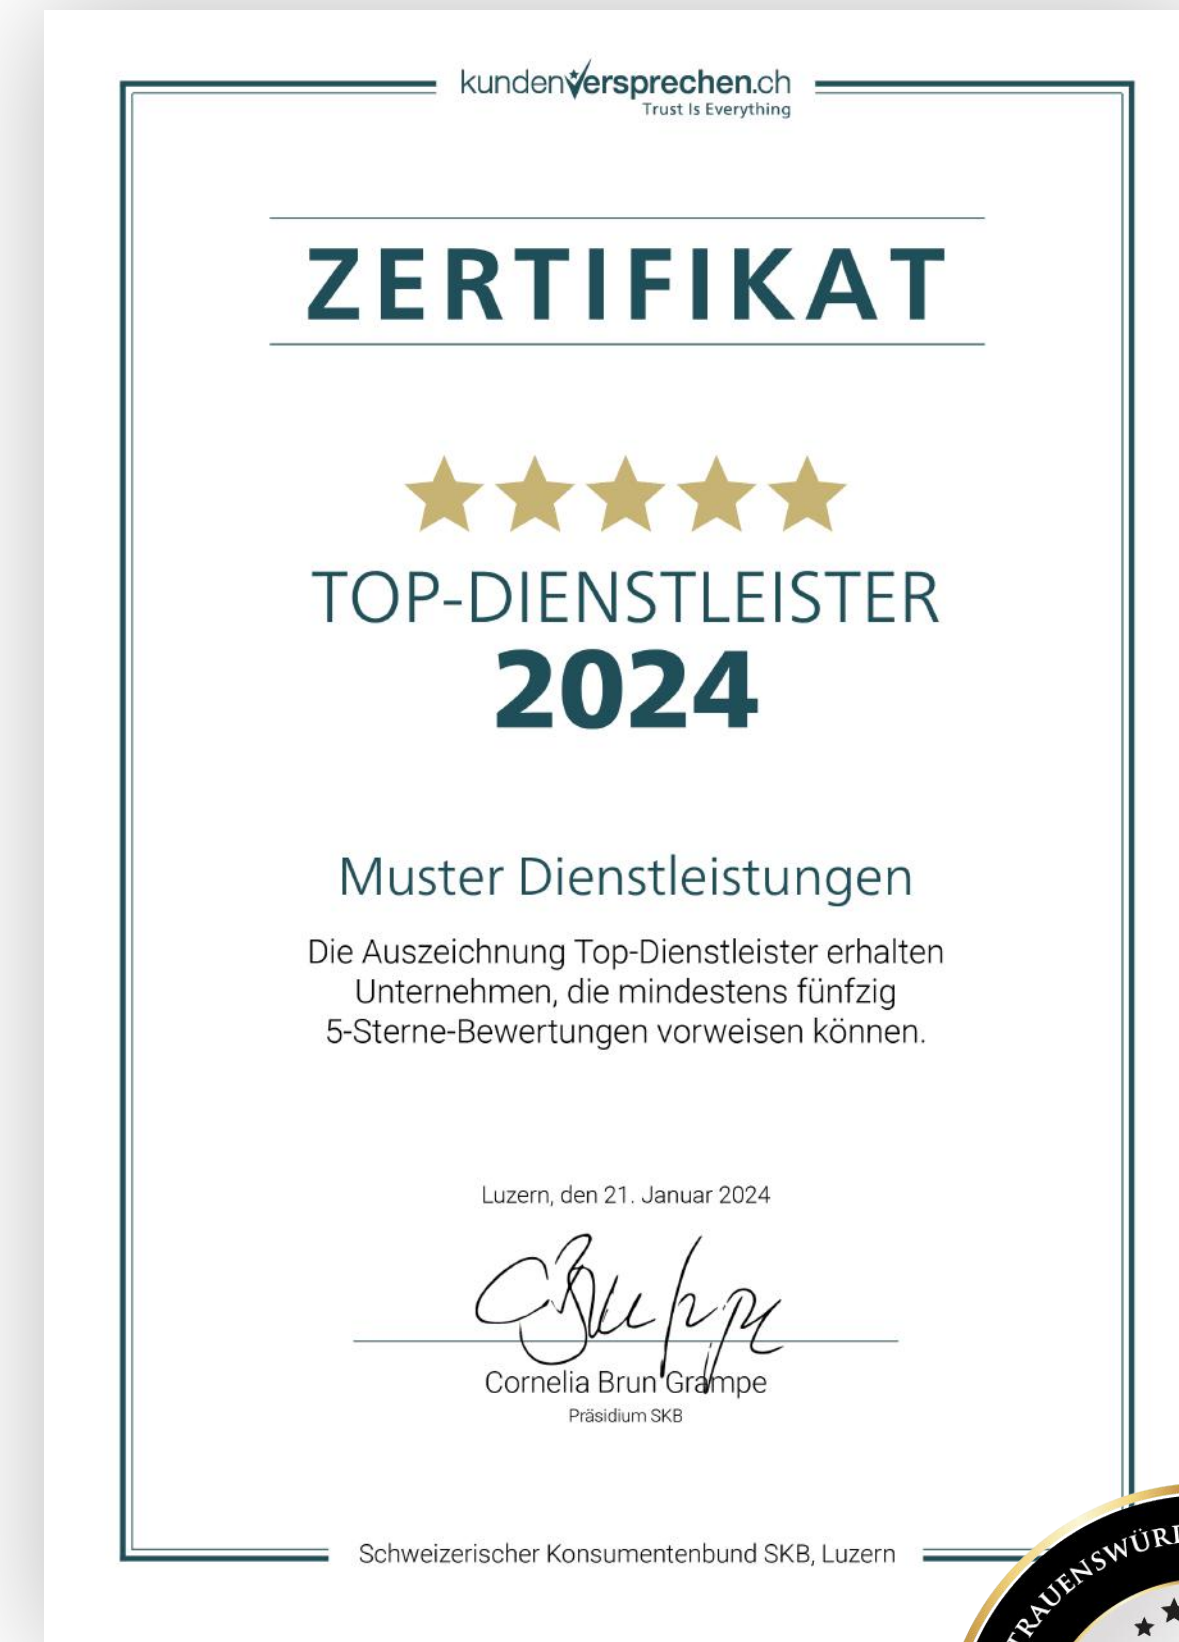 kundenversprechen.ch
Trust Is Everything
ZERTIFIKAT
TOP-DIENSTLEISTER
2024
Muster Dienstleistungen
Die Auszeichnung Top-Dienstleister erhalten
Unternehmen, die mindestens fünfzig
5-Sterne-Bewertungen vorweisen können.
Luzern, den 21. Januar 2024
Cornelia Brun Grampe
Präsidium SKB
Schweizerischer Konsumentenbund SKB, Luzern